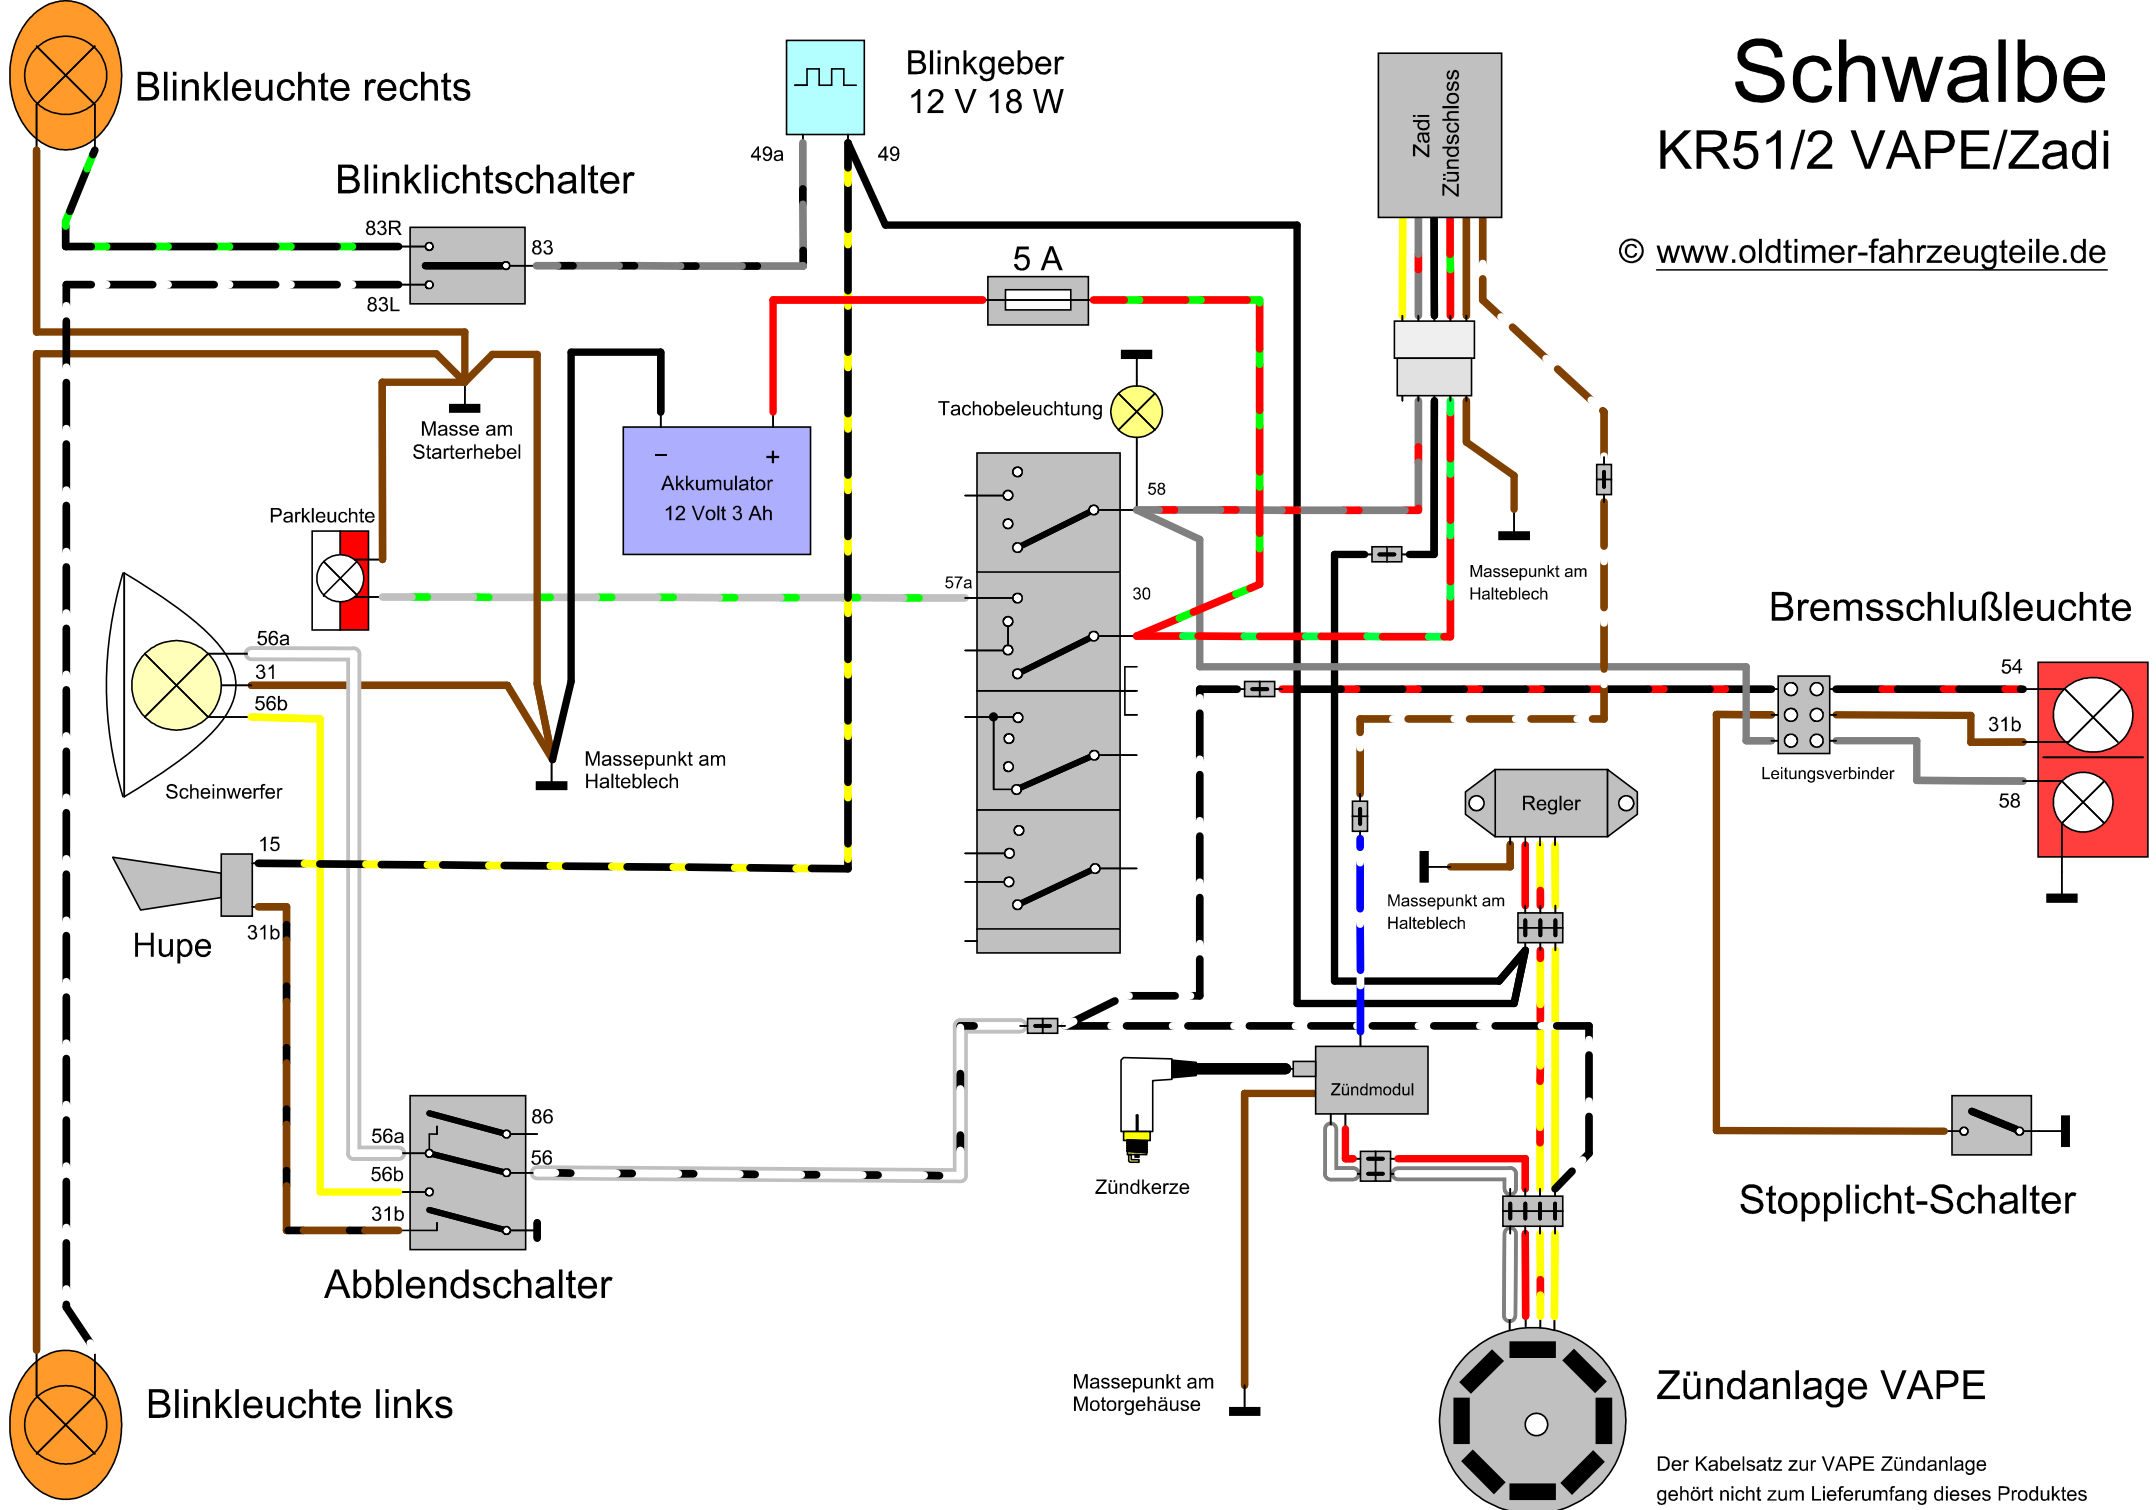 Schwalbe
KR51/2 VAPE/Zadi
© www.oldtimer-fahrzeugteile.de
Blinkleuchte rechts
Blinkgeber
12 V 18 W
49a
49
Zadi
Zündschloss
Blinklichtschalter
83R
83
83L
5 A
Masse am
Starterhebel
− +
Akkumulator
12 Volt 3 Ah
Tachobeleuchtung
58
Parkleuchte
57a
30
Massepunkt am
Halteblech
Bremsschlußleuchte
56a
31
56b
54
31b
58
Leitungsverbinder
Scheinwerfer
Massepunkt am
Halteblech
Regler
15
31b
Hupe
Massepunkt am
Halteblech
Zündmodul
Zündkerze
86
56a
56
56b
31b
Abblendschalter
Stopplicht-Schalter
Massepunkt am
Motorgehäuse
Blinkleuchte links
Zündanlage VAPE
Der Kabelsatz zur VAPE Zündanlage
gehört nicht zum Lieferumfang dieses Produktes